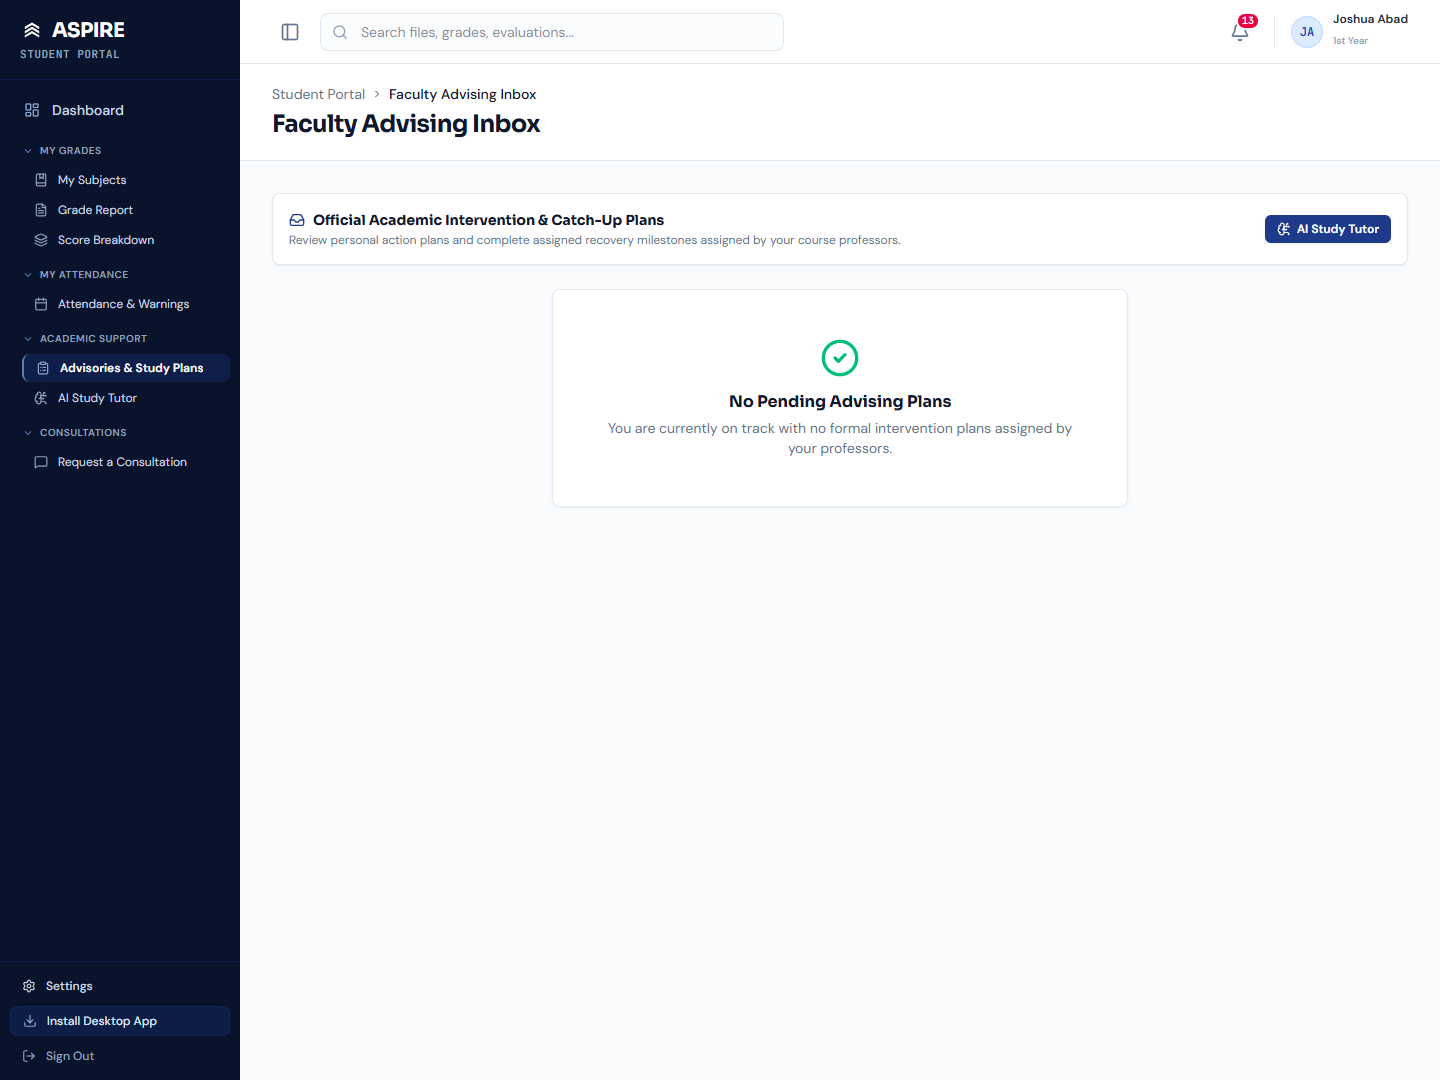 ASPIRE
STUDENT PORTAL
Dashboard
MY GRADES
My Subjects
Grade Report
Score Breakdown
MY ATTENDANCE
Attendance & Warnings
ACADEMIC SUPPORT
Advisories & Study Plans
AI Study Tutor
CONSULTATIONS
Request a Consultation
Settings
Install Desktop App
Sign Out
Search files, grades, evaluations...
13
JA
Joshua Abad
1st Year
Student Portal > Faculty Advising Inbox
Faculty Advising Inbox
Official Academic Intervention & Catch-Up Plans
Review personal action plans and complete assigned recovery milestones assigned by your course professors.
AI Study Tutor
No Pending Advising Plans
You are currently on track with no formal intervention plans assigned by
your professors.